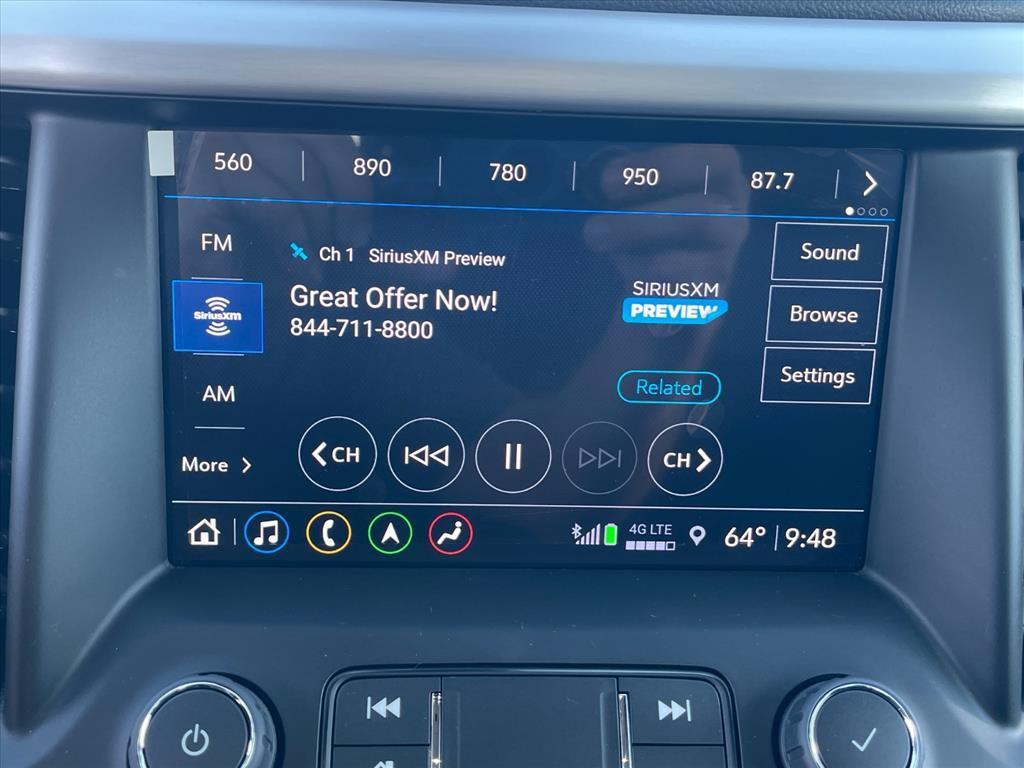 560 890 780 950 87.7
FM
Ch 1 SiriusXM Preview
Sound
SiriusXM
Great Offer Now!
844-711-8800
SIRIUSXM
PREVIEW
Browse
AM
Related
Settings
More
CH
CH
4G LTE
64° 9:48